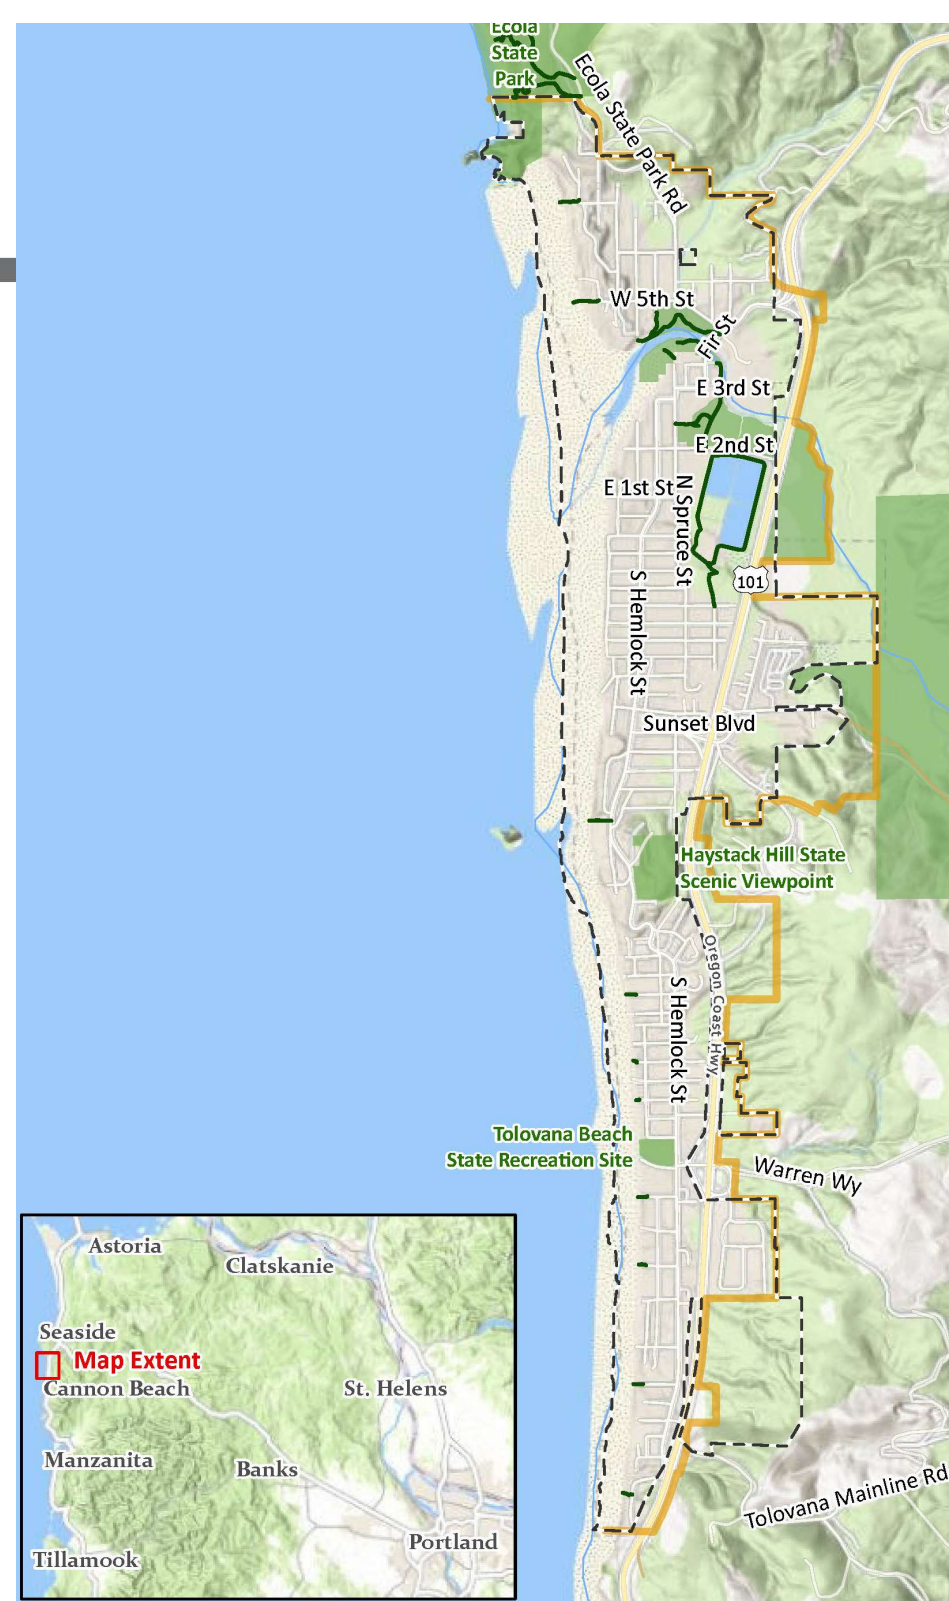 Ecola
State
Park
Ecola State Park Rd
W 5th St
Fir St
E 3rd St
E 2nd St
E 1st St
N Spruce St
101
S Hemlock St
Sunset Blvd
Haystack Hill State
Scenic Viewpoint
Oregon Coast Hwy
S Hemlock St
Tolovana Beach
State Recreation Site
Warren Wy
Tolovana Mainline Rd
Astoria
Clatskanie
Seaside
Map Extent
Cannon Beach
St. Helens
Manzanita
Banks
Portland
Tillamook